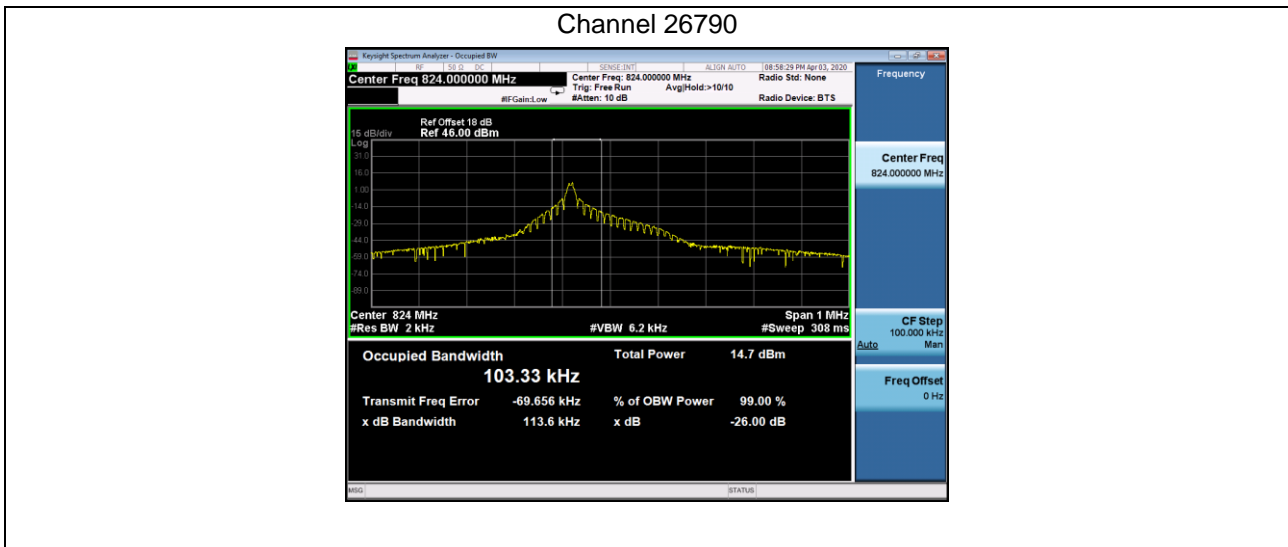 Channel 26790
Keysight Spectrum Analyzer - Occupied BW
LXI RF 50 Ω DC SENSE:INT ALIGN AUTO 08:58:29 PM Apr 03, 2020
Center Freq 824.000000 MHz
Center Freq: 824.000000 MHz Radio Std: None
Trig: Free Run Avg|Hold:>10/10
#IFGain:Low #Atten: 10 dB Radio Device: BTS
Frequency
Ref Offset 18 dB
15 dB/div Ref 46.00 dBm
Log
31.0
16.0
1.00
-14.0
-29.0
-44.0
-59.0
-74.0
-89.0
Center 824 MHz Span 1 MHz
#Res BW 2 kHz #VBW 6.2 kHz #Sweep 308 ms
Occupied Bandwidth Total Power 14.7 dBm
103.33 kHz
Transmit Freq Error -69.656 kHz % of OBW Power 99.00 %
x dB Bandwidth 113.6 kHz x dB -26.00 dB
Center Freq
824.000000 MHz
CF Step
100.000 kHz
Auto Man
Freq Offset
0 Hz
MSG STATUS